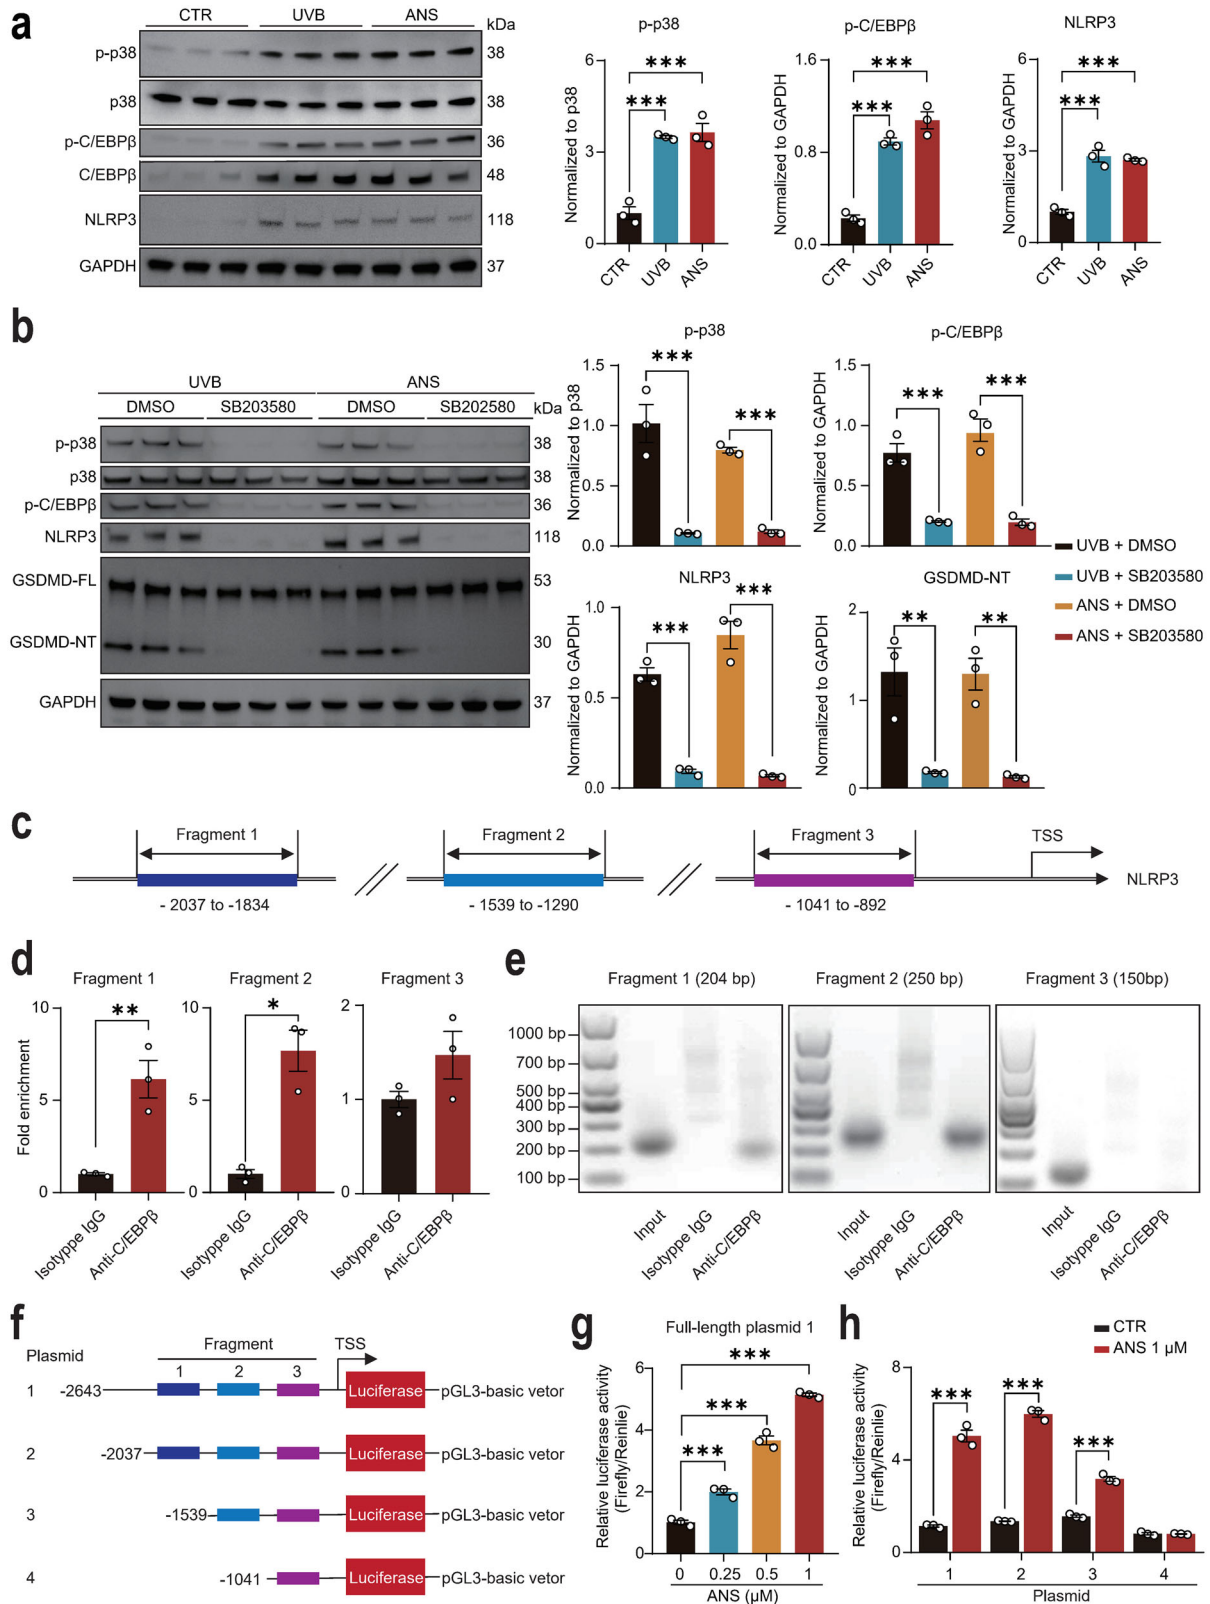 a
CTR UVB ANS
kDa
p-p38 38
p38 38
p-C/EBPβ 36
C/EBPβ 48
NLRP3 118
GAPDH 37
p-p38
Normalized to p38
6
3
0
***
***
CTR UVB ANS
p-C/EBPβ
Normalized to GAPDH
1.6
0.8
0.0
***
***
CTR UVB ANS
NLRP3
Normalized to GAPDH
6
3
0
***
***
CTR UVB ANS
b
UVB ANS
DMSO SB203580 DMSO SB202580 kDa
p-p38 38
p38 38
p-C/EBPβ 36
NLRP3 118
GSDMD-FL 53
GSDMD-NT 30
GAPDH 37
p-p38
Normalized to p38
1.5
1.0
0.5
0.0
***
***
p-C/EBPβ
Normalized to GAPDH
1.5
1.0
0.5
0.0
***
***
NLRP3
Normalized to GAPDH
1.0
0.5
0.0
***
***
GSDMD-NT
Normalized to GAPDH
2
1
0
**
**
UVB + DMSO
UVB + SB203580
ANS + DMSO
ANS + SB203580
c
Fragment 1 Fragment 2 Fragment 3 TSS
NLRP3
- 2037 to -1834 - 1539 to -1290 - 1041 to -892
d
Fragment 1
Fold enrichment
10
5
0
**
Isotyppe IgG
Anti-C/EBPβ
Fragment 2
10
5
0
*
Isotyppe IgG
Anti-C/EBPβ
Fragment 3
2
1
0
Isotyppe IgG
Anti-C/EBPβ
e
Fragment 1 (204 bp) Fragment 2 (250 bp) Fragment 3 (150bp)
1000 bp
700 bp
500 bp
400 bp
300 bp
200 bp
100 bp
Input
Isotyppe IgG
Anti-C/EBPβ
Input
Isotyppe IgG
Anti-C/EBPβ
Input
Isotyppe IgG
Anti-C/EBPβ
f
Plasmid Fragment TSS
1 2 3
1 -2643 Luciferase pGL3-basic vetor
2 -2037 Luciferase pGL3-basic vetor
3 -1539 Luciferase pGL3-basic vetor
4 -1041 Luciferase pGL3-basic vetor
g
Full-length plasmid 1
Relative luciferase activity
(Firefly/Reinlie)
6
4
2
0
***
***
***
0 0.25 0.5 1
ANS (μM)
h
CTR
ANS 1 μM
Relative luciferase activity
(Firefly/Reinlie)
8
4
0
***
***
***
1 2 3 4
Plasmid